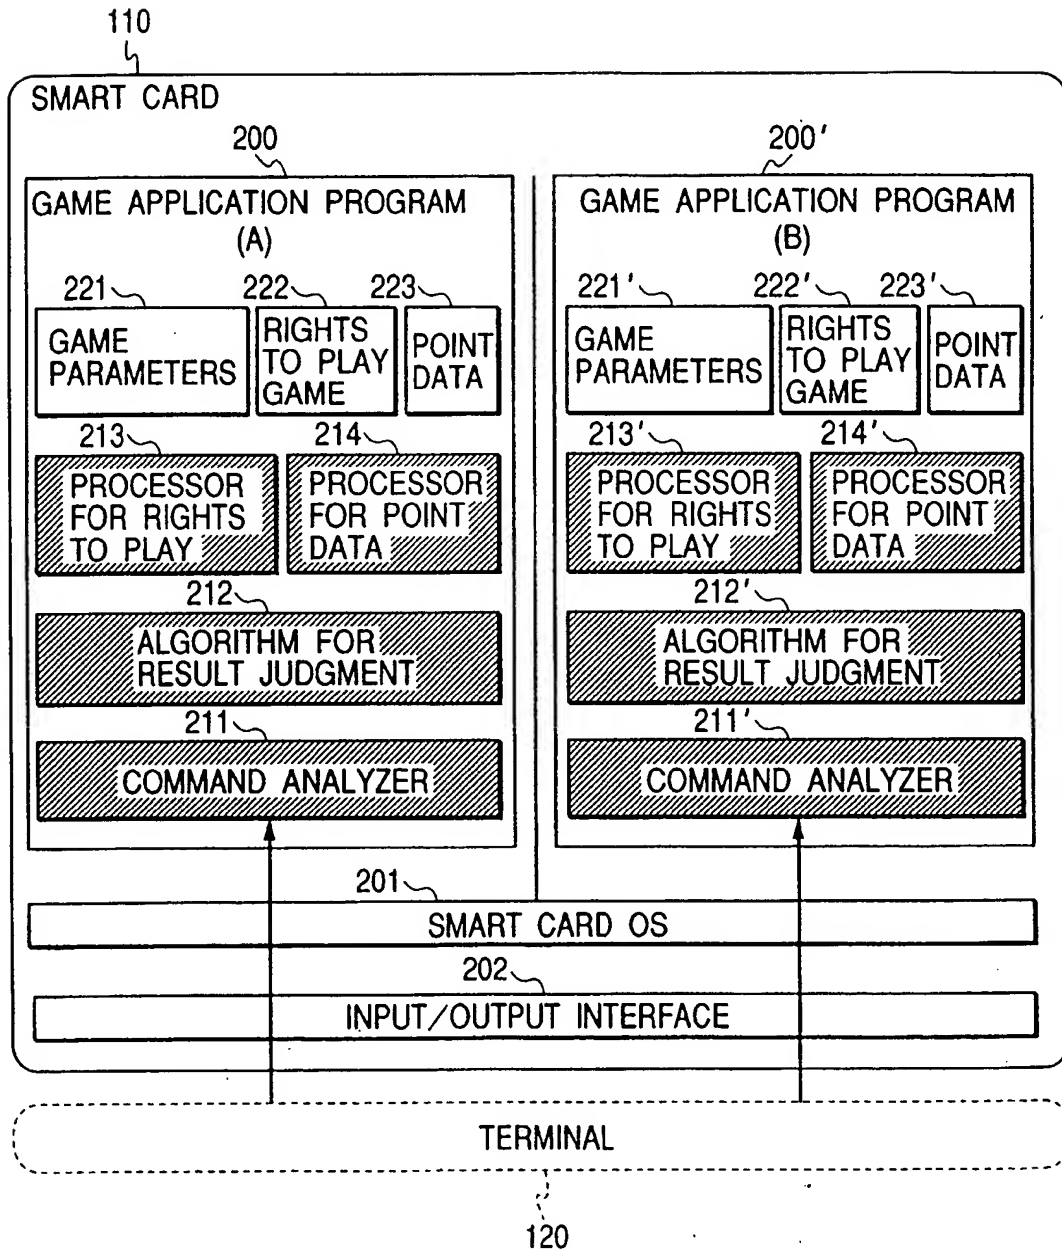 110
SMART CARD
200
GAME APPLICATION PROGRAM
(A)
221
222
223
GAME
PARAMETERS
RIGHTS
TO PLAY
GAME
POINT
DATA
213
214
PROCESSOR
FOR RIGHTS
TO PLAY
PROCESSOR
FOR POINT
DATA
212
ALGORITHM FOR
RESULT JUDGMENT
211
COMMAND ANALYZER
200'
GAME APPLICATION PROGRAM
(B)
221'
222'
223'
GAME
PARAMETERS
RIGHTS
TO PLAY
GAME
POINT
DATA
213'
214'
PROCESSOR
FOR RIGHTS
TO PLAY
PROCESSOR
FOR POINT
DATA
212'
ALGORITHM FOR
RESULT JUDGMENT
211'
COMMAND ANALYZER
201
SMART CARD OS
202
INPUT/OUTPUT INTERFACE
TERMINAL
120